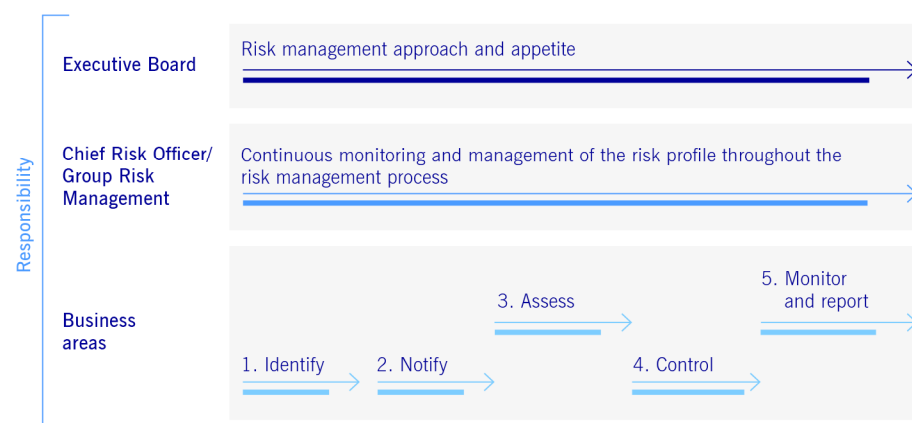 Responsibility
Executive Board
Risk management approach and appetite
Chief Risk Officer/
Group Risk
Management
Continuous monitoring and management of the risk profile throughout the
risk management process
Business
areas
1. Identify
2. Notify
3. Assess
4. Control
5. Monitor
and report